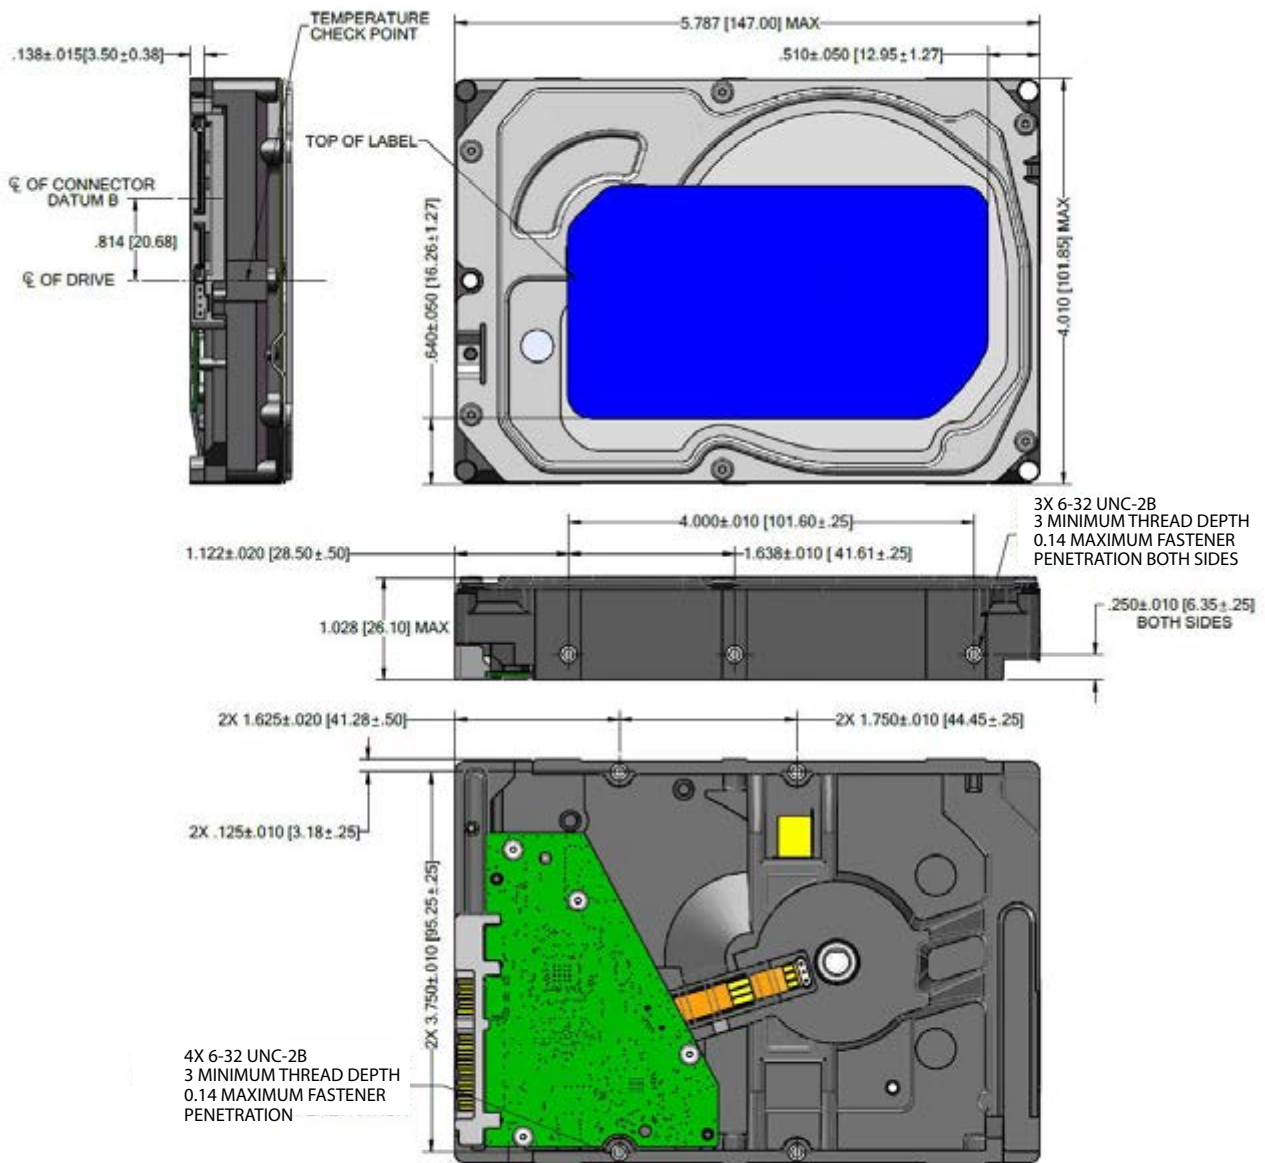 TEMPERATURE
CHECK POINT
5.787 [147.00] MAX
.138±.015[3.50±0.38]
.510±.050 [12.95±1.27]
TOP OF LABEL
℄ OF CONNECTOR
DATUM B
.814 [20.68]
℄ OF DRIVE
.640±.050 [16.26±1.27]
4.010 [101.85] MAX
3X 6-32 UNC-2B
3 MINIMUM THREAD DEPTH
0.14 MAXIMUM FASTENER
PENETRATION BOTH SIDES
4.000±.010 [101.60±.25]
1.122±.020 [28.50±.50]
1.638±.010 [ 41.61±.25]
.250±.010 [6.35±.25]
BOTH SIDES
1.028 [26.10] MAX
2X 1.625±.020 [41.28±.50]
2X 1.750±.010 [44.45±.25]
2X .125±.010 [3.18±.25]
2X 3.750±.010 [95.25±.25]
4X 6-32 UNC-2B
3 MINIMUM THREAD DEPTH
0.14 MAXIMUM FASTENER
PENETRATION